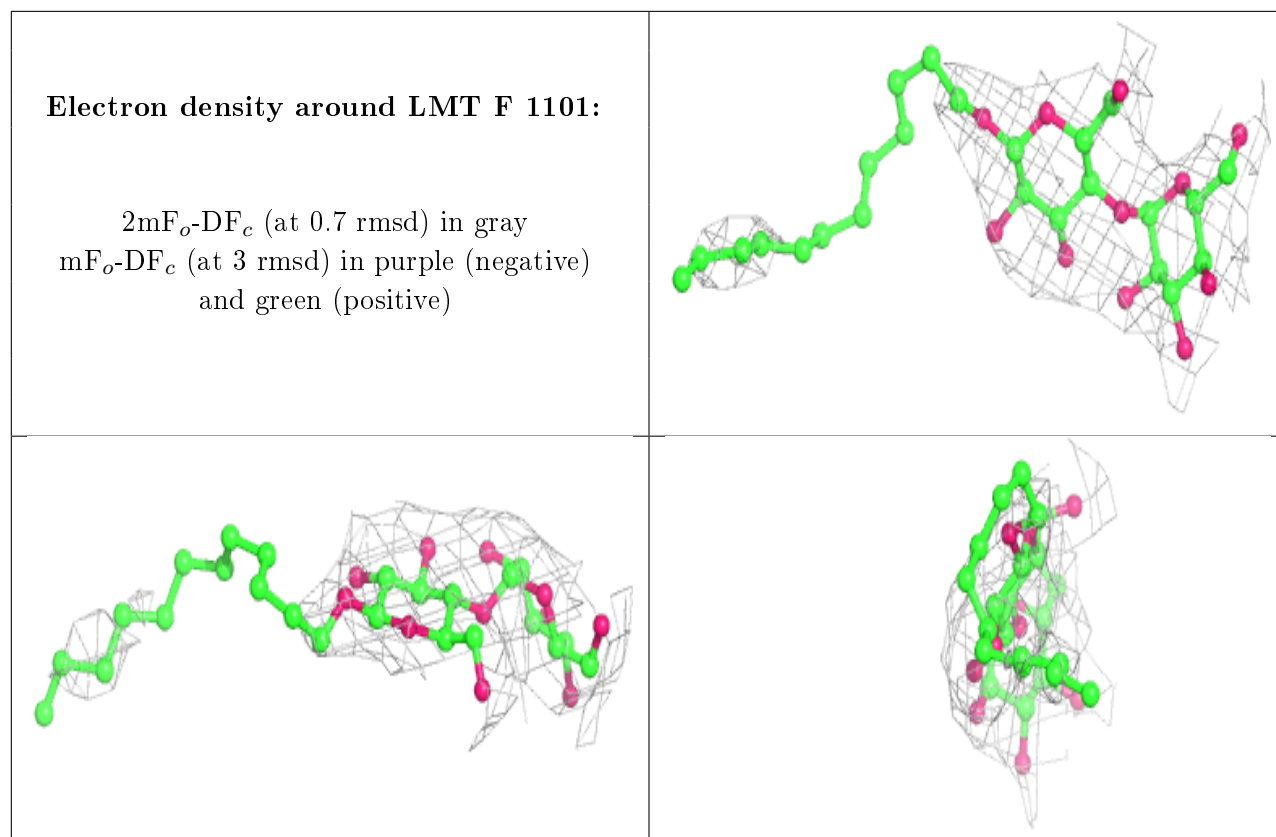 Electron density around LMT F 1101:
2mFo-DFc (at 0.7 rmsd) in gray
mFo-DFc (at 3 rmsd) in purple (negative)
and green (positive)